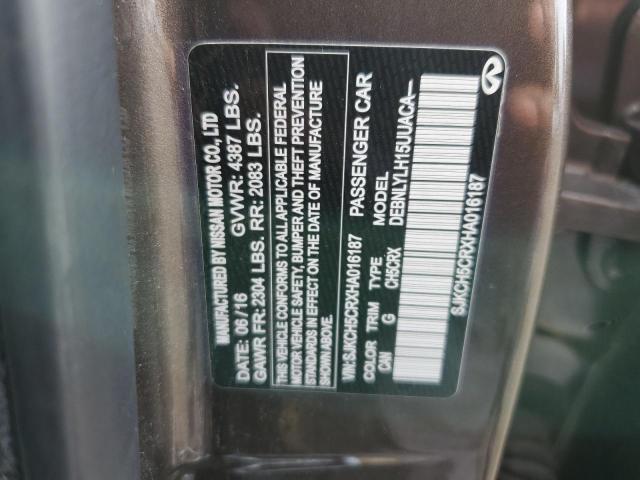 MANUFACTURED BY NISSAN MOTOR CO., LTD
DATE: 06/16 GVWR: 4387 LBS.
GAWR FR: 2304 LBS. RR: 2083 LBS.
THIS VEHICLE CONFORMS TO ALL APPLICABLE FEDERAL
MOTOR VEHICLE SAFETY, BUMPER AND THEFT PREVENTION
STANDARDS IN EFFECT ON THE DATE OF MANUFACTURE
SHOWN ABOVE.
VIN: SJKCH5CRXHA016187 PASSENGER CAR
COLOR TRIM TYPE MODEL
CAN G CH5CRX DEBNLYLH15UUACA—
SJKCH5CRXHA016187